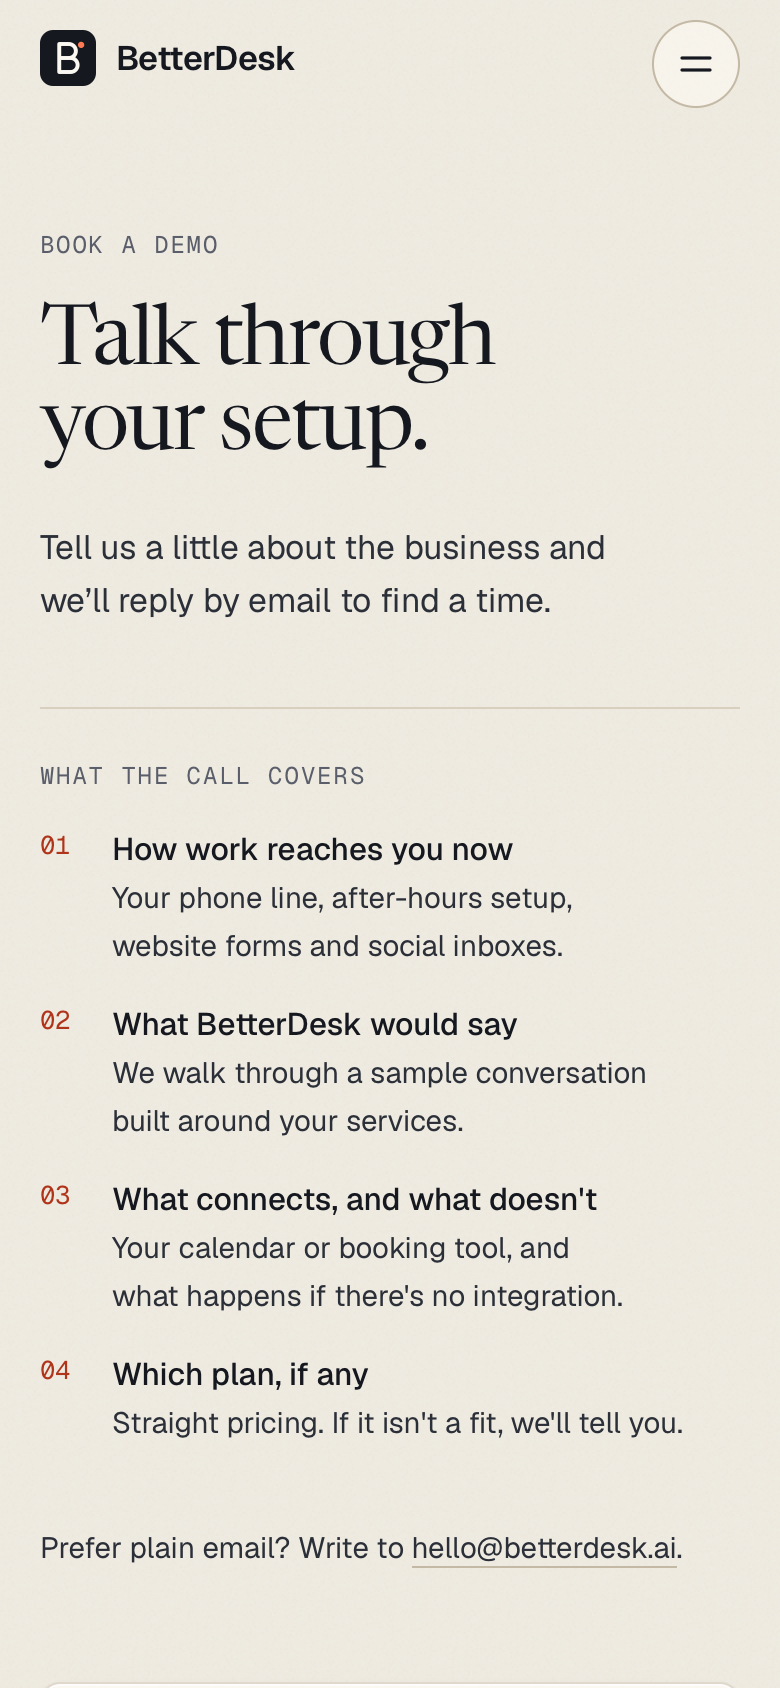 B
BetterDesk
BOOK A DEMO
Talk through
your setup.
Tell us a little about the business and
we’ll reply by email to find a time.
WHAT THE CALL COVERS
01 How work reaches you now
Your phone line, after-hours setup,
website forms and social inboxes.
02 What BetterDesk would say
We walk through a sample conversation
built around your services.
03 What connects, and what doesn't
Your calendar or booking tool, and
what happens if there's no integration.
04 Which plan, if any
Straight pricing. If it isn't a fit, we'll tell you.
Prefer plain email? Write to hello@betterdesk.ai.